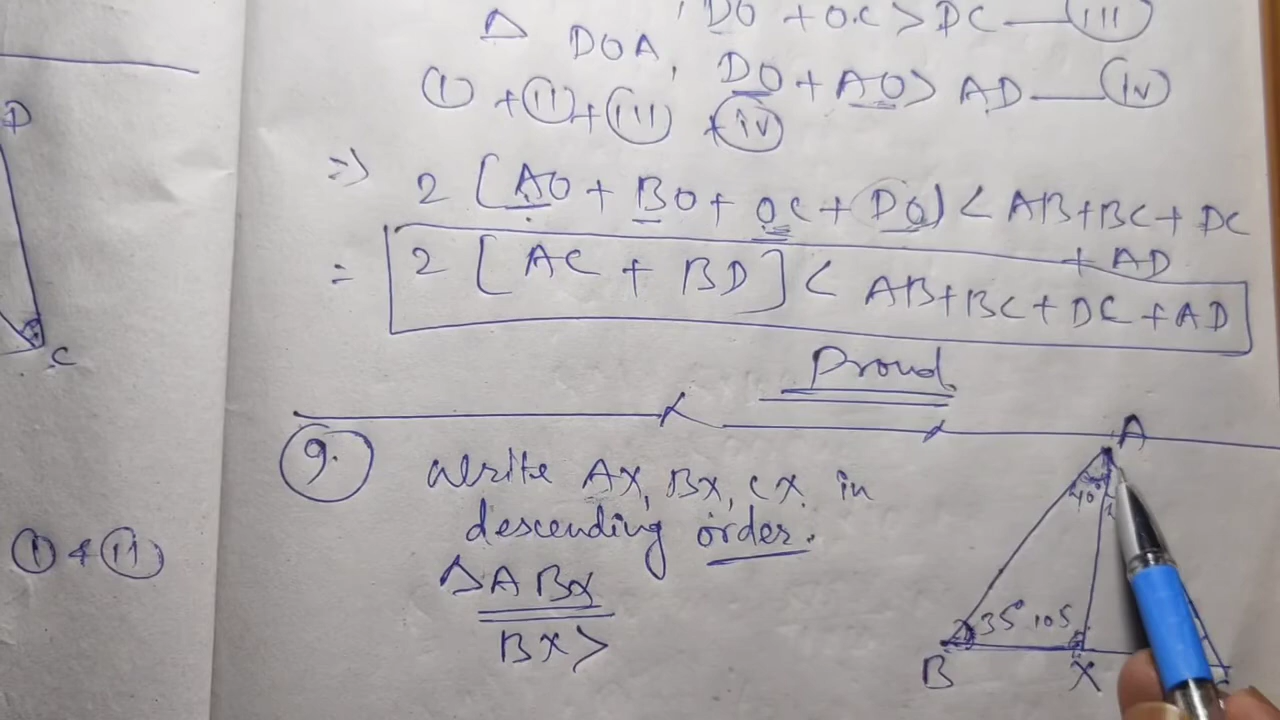 DO + OC > DC — (iii)
Δ DOA, DO + AO > AD — (iv)
(i) + (ii) + (iii) + (iv)
=> 2 [AO + BO + OC + DO) < AB+BC+DC
+ AD
= 2 [AC + BD] < AB+BC+DC+AD
Proud
9. Write AX, BX, CX in
descending order.
ΔABX
BX>
D
C
(i) & (ii)
A
40°
35° 105
B X